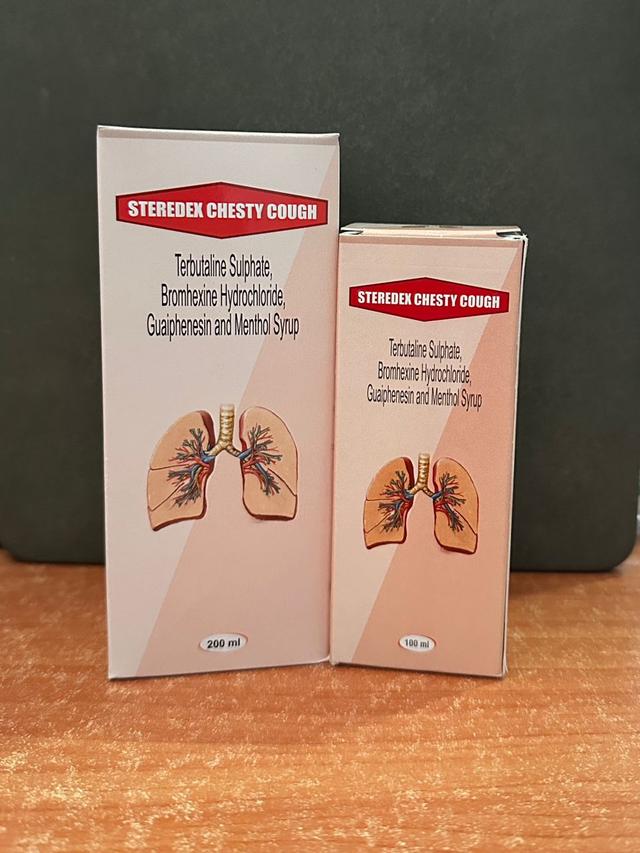 STEREDEX CHESTY COUGH
Terbutaline Sulphate,
Bromhexine Hydrochloride,
Guaiphenesin and Menthol Syrup
200 ml
STEREDEX CHESTY COUGH
Terbutaline Sulphate,
Bromhexine Hydrochloride,
Guaiphenesin and Menthol Syrup
100 ml